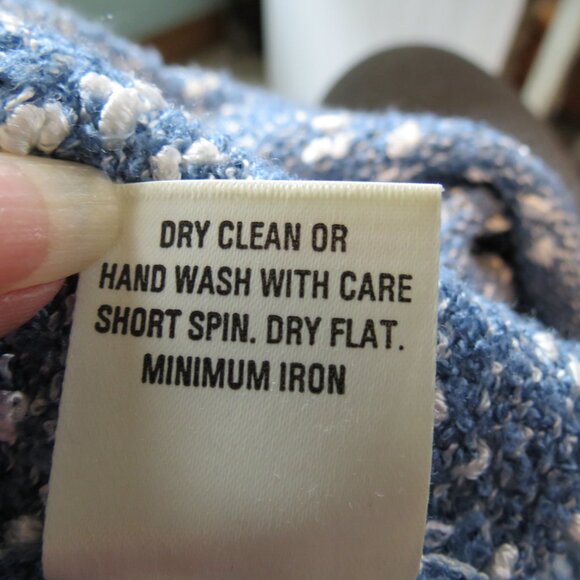 DRY CLEAN OR
HAND WASH WITH CARE
SHORT SPIN. DRY FLAT.
MINIMUM IRON